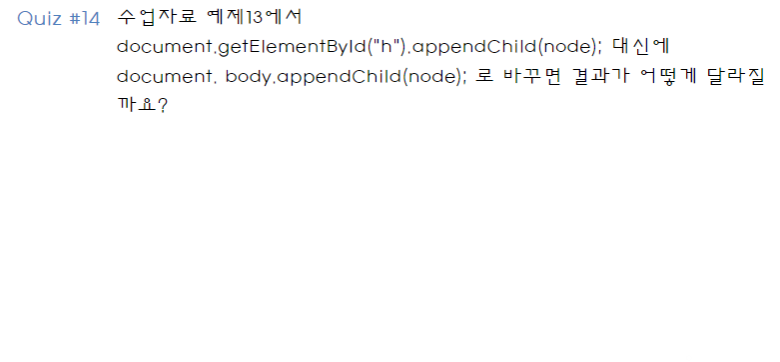 Quiz #14 수업자료 예제13에서
document.getElementById("h").appendChild(node); 대신에
document. body.appendChild(node); 로 바꾸면 결과가 어떻게 달라질
까요?